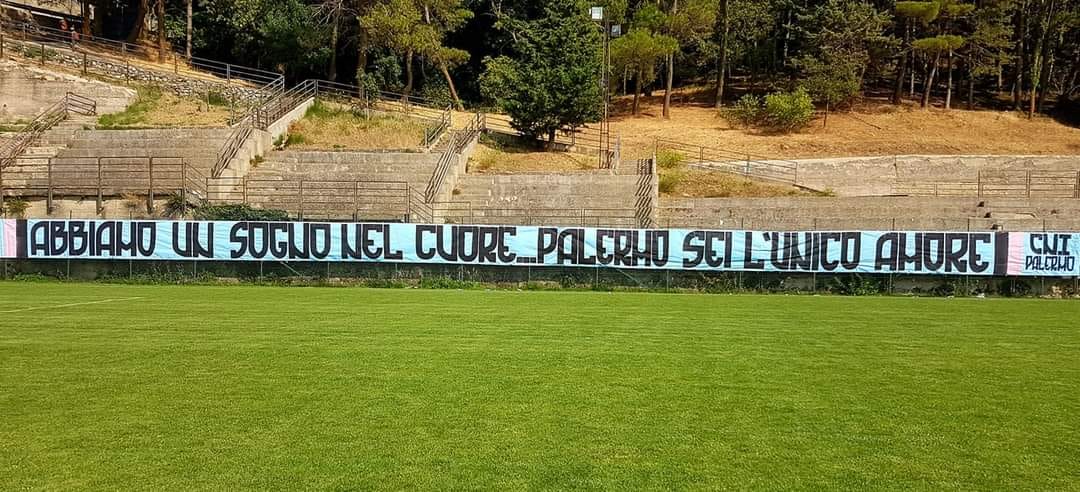 ABBIAMO UN SOGNO NEL CUORE...PALERMO SEI L'UNICO AMORE
CNI
PALERMO